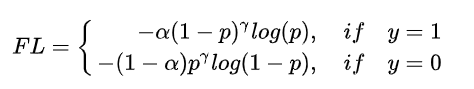 FL = { -α(1 - p)^γ log(p), if y = 1
-(1 - α)p^γ log(1 - p), if y = 0